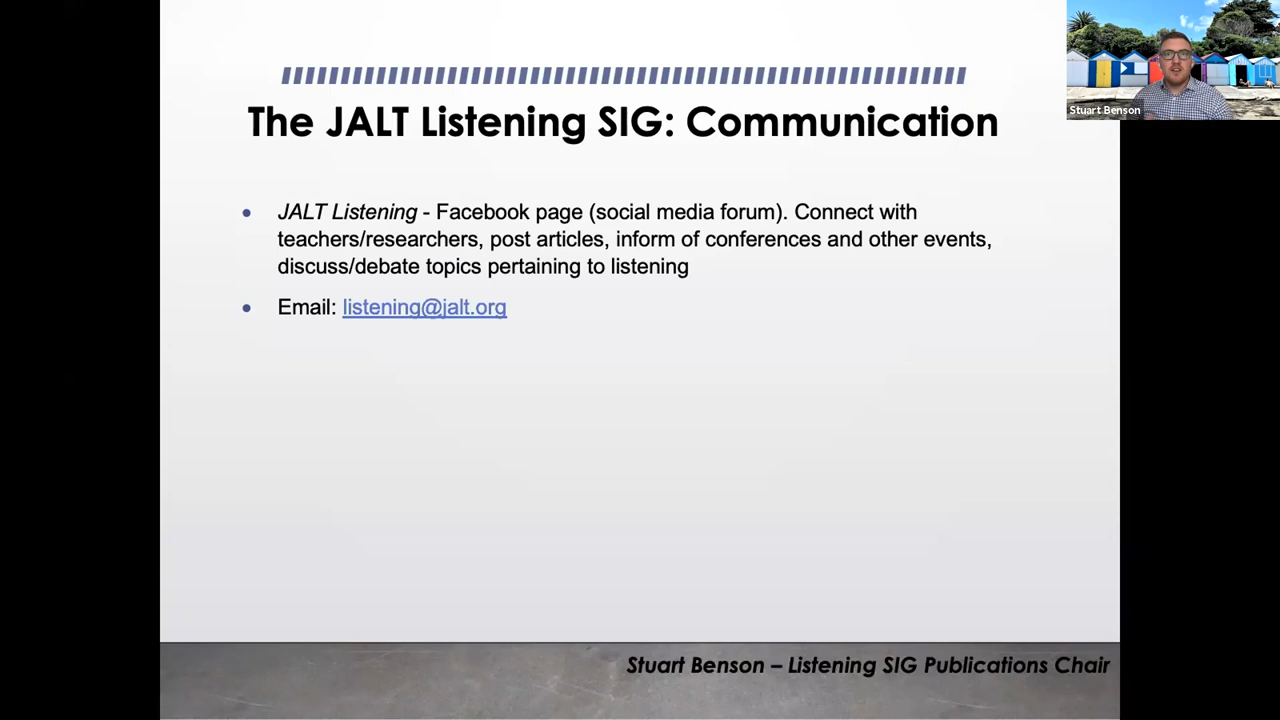 Stuart Benson
The JALT Listening SIG: Communication
• JALT Listening - Facebook page (social media forum). Connect with
teachers/researchers, post articles, inform of conferences and other events,
discuss/debate topics pertaining to listening
• Email: listening@jalt.org
Stuart Benson – Listening SIG Publications Chair